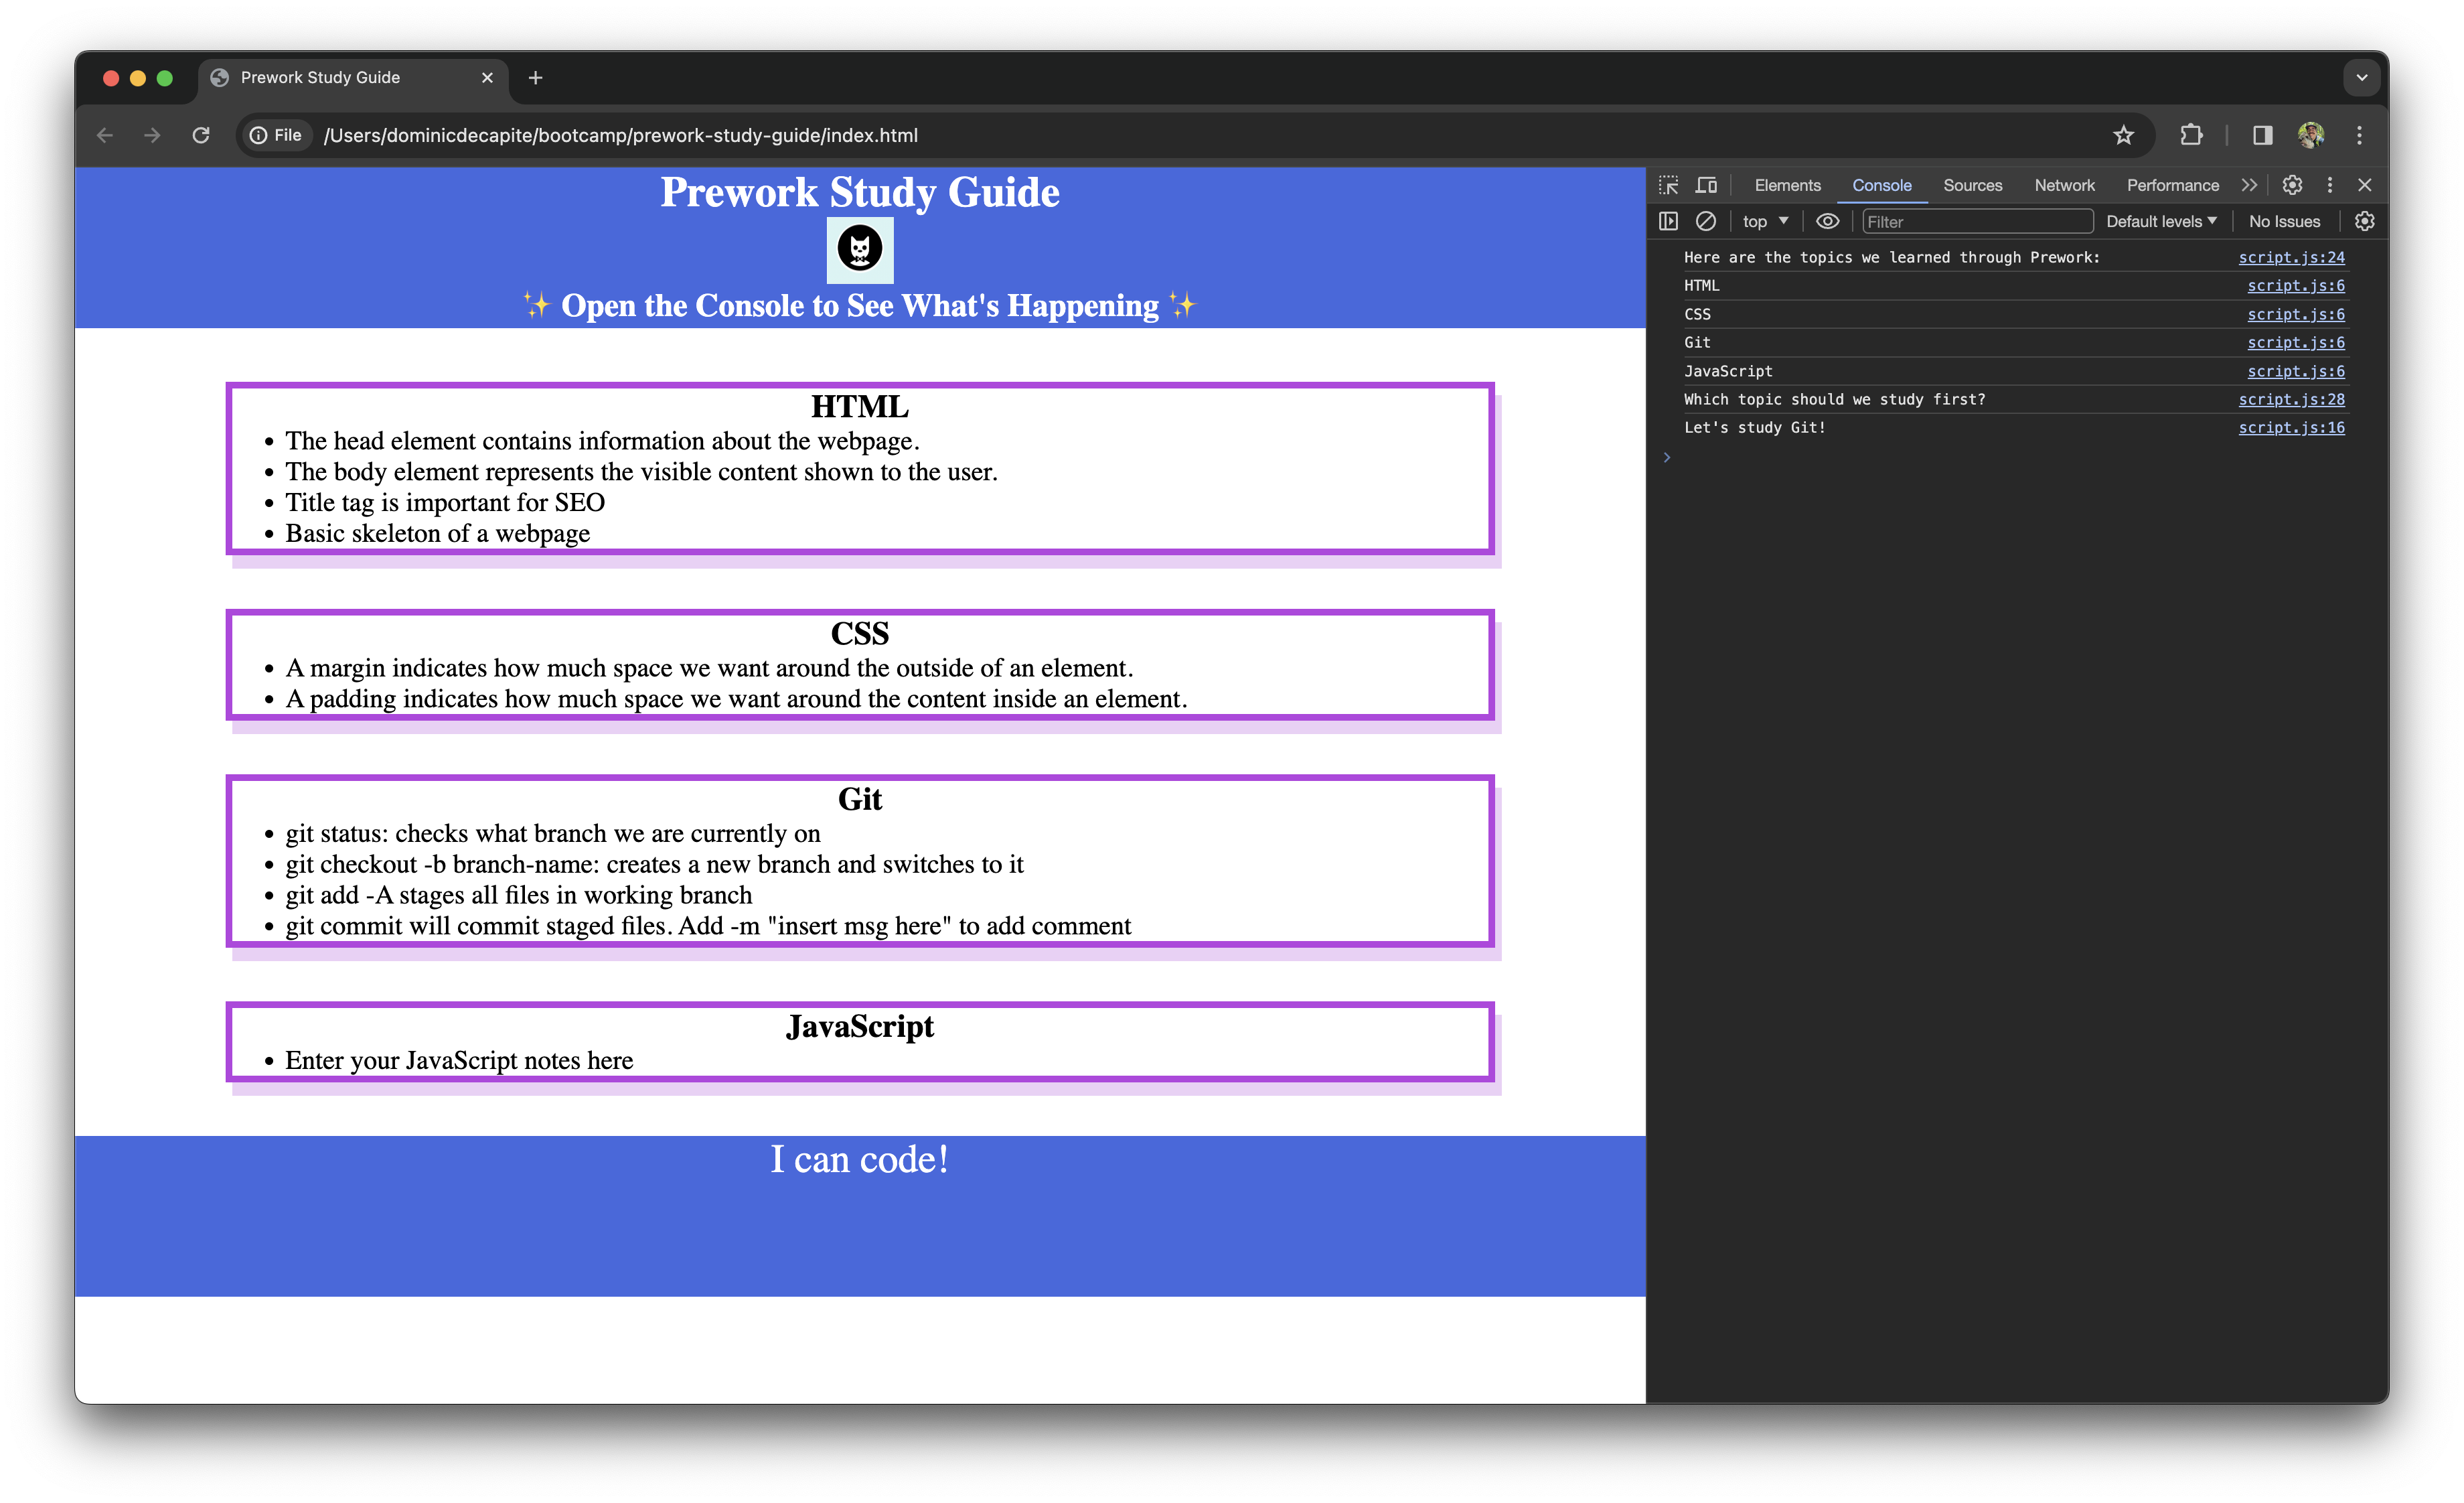 Prework Study Guide
File /Users/dominicdecapite/bootcamp/prework-study-guide/index.html
Prework Study Guide
✨ Open the Console to See What's Happening ✨
HTML
• The head element contains information about the webpage.
• The body element represents the visible content shown to the user.
• Title tag is important for SEO
• Basic skeleton of a webpage
CSS
• A margin indicates how much space we want around the outside of an element.
• A padding indicates how much space we want around the content inside an element.
Git
• git status: checks what branch we are currently on
• git checkout -b branch-name: creates a new branch and switches to it
• git add -A stages all files in working branch
• git commit will commit staged files. Add -m "insert msg here" to add comment
JavaScript
• Enter your JavaScript notes here
I can code!
Elements Console Sources Network Performance
top Filter Default levels No Issues
Here are the topics we learned through Prework: script.js:24
HTML script.js:6
CSS script.js:6
Git script.js:6
JavaScript script.js:6
Which topic should we study first? script.js:28
Let's study Git! script.js:16